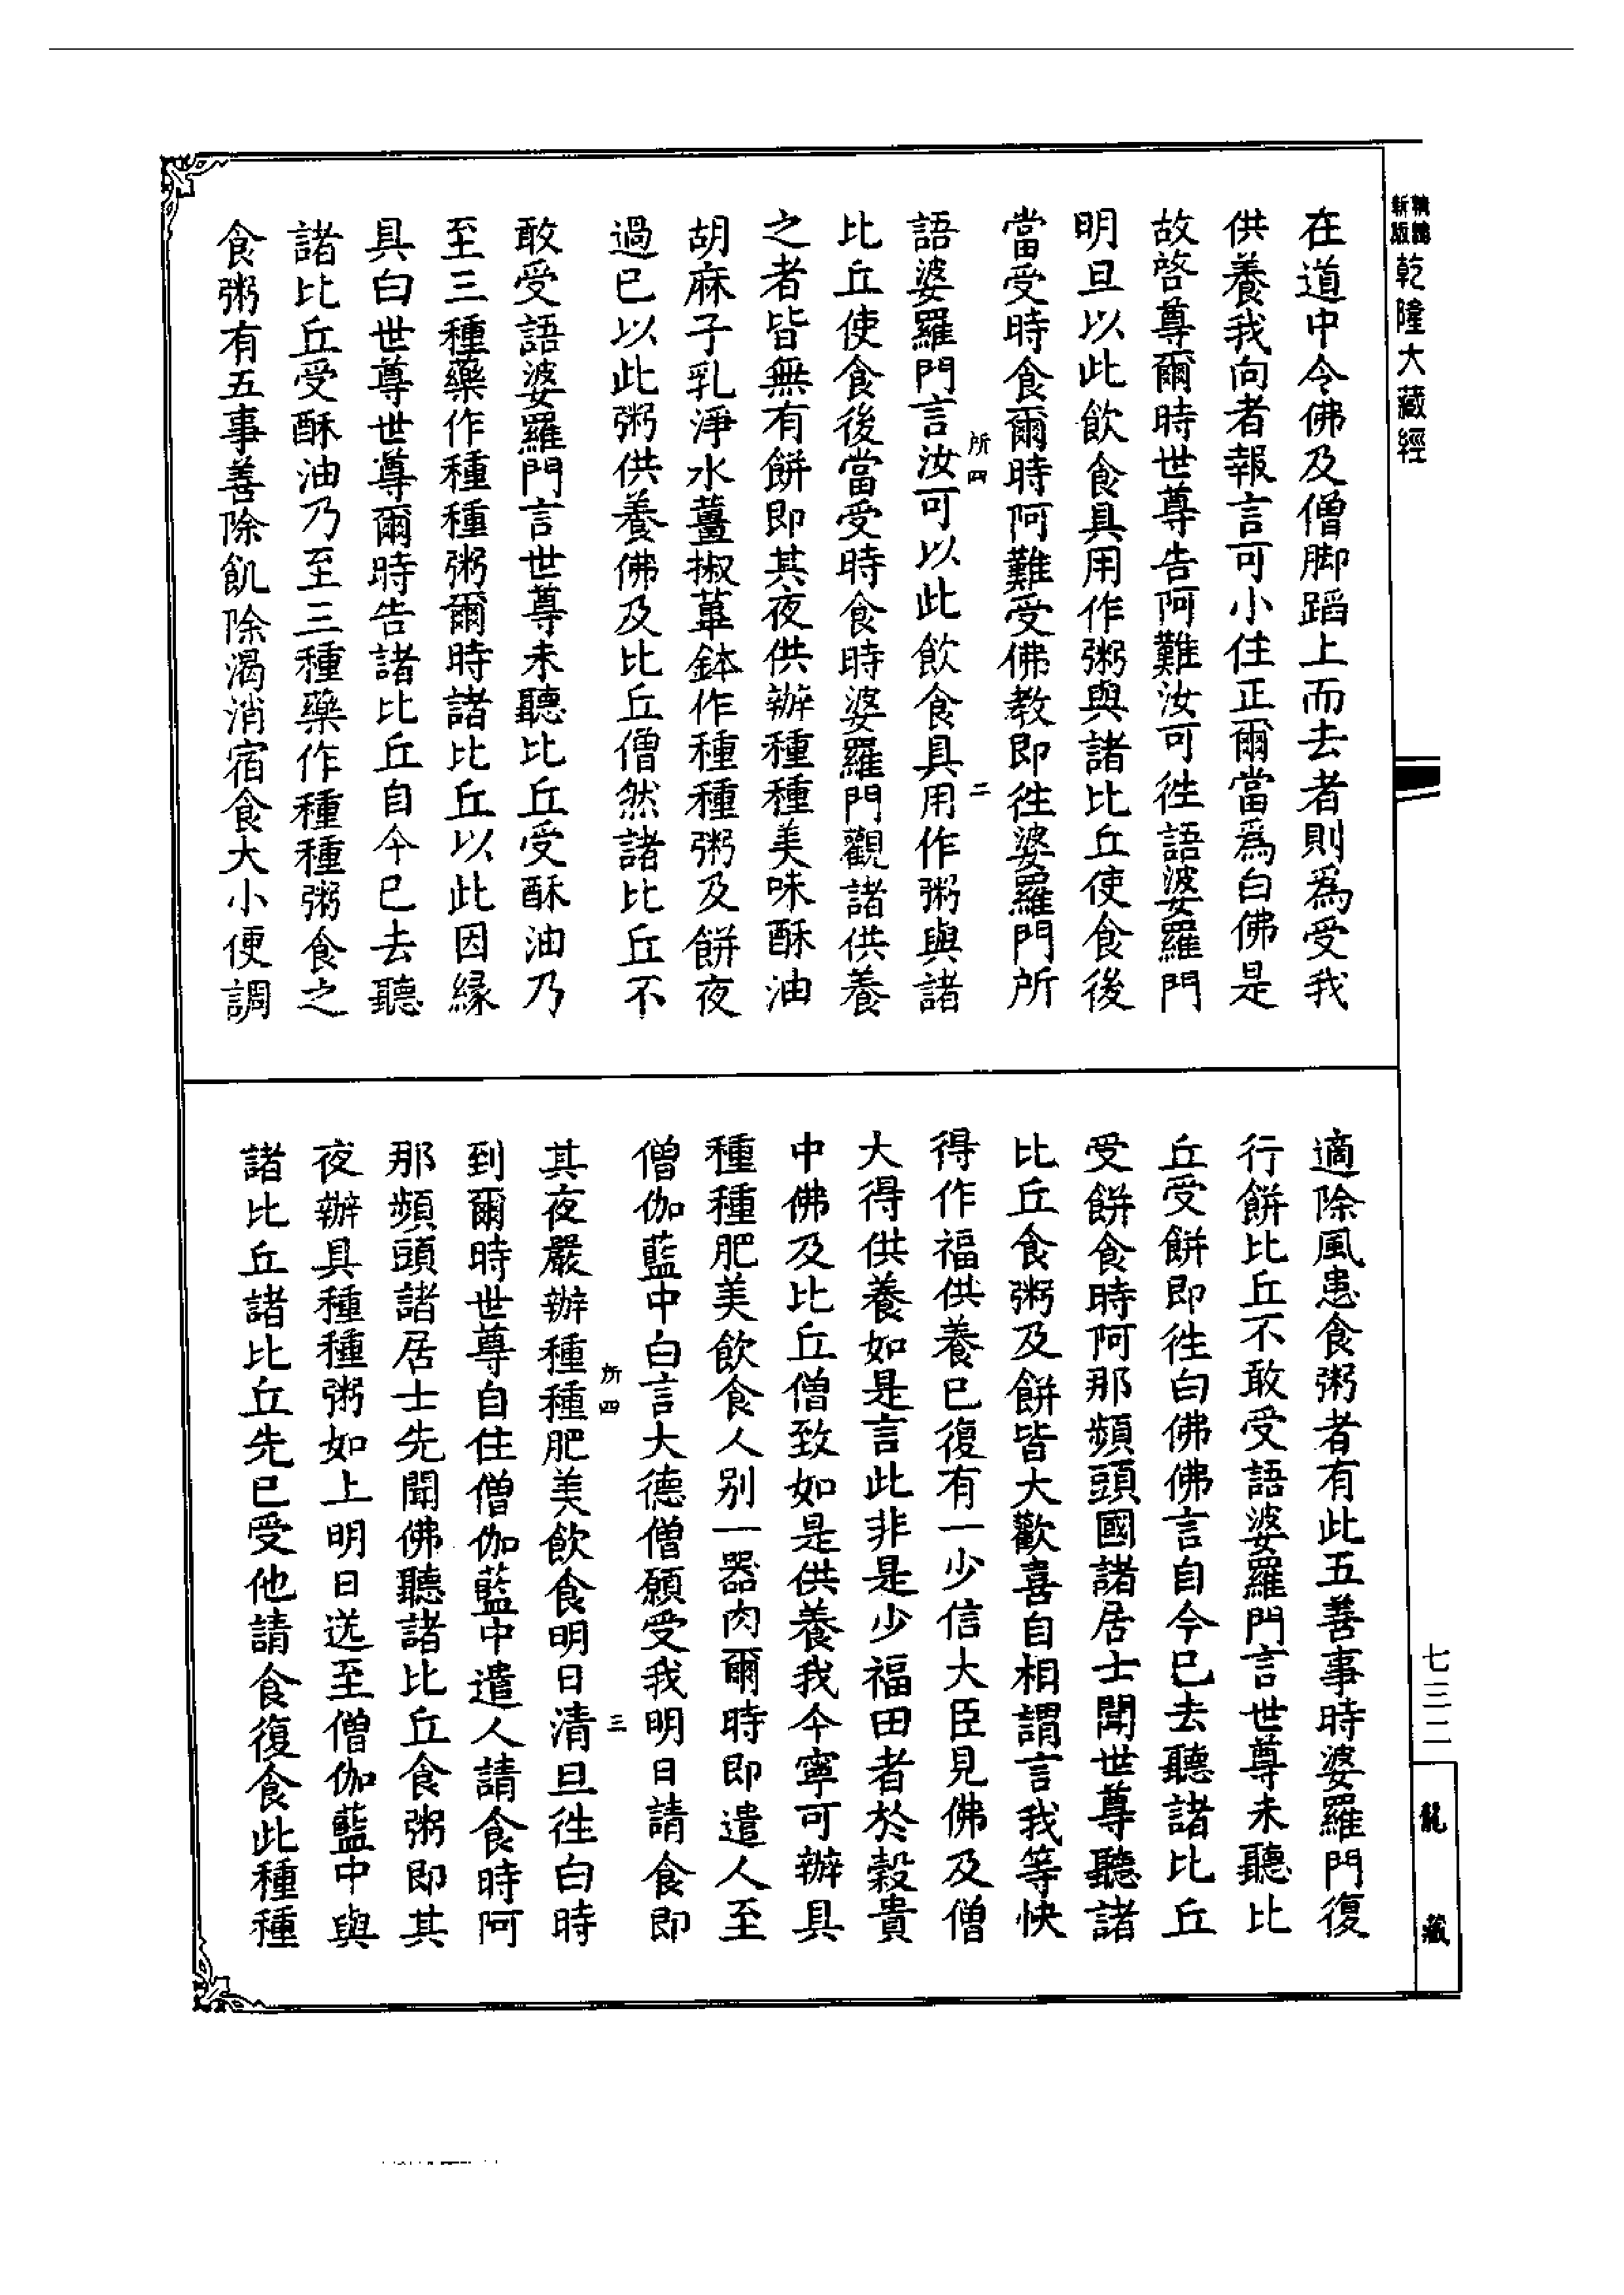 新版精縮乾隆大藏經
在道中令佛及僧脚蹈上而去者則爲受我
供養我向者報言可小住正爾當爲白佛是
故啓尊爾時世尊告阿難汝可往語婆羅門
明旦以此飲食具用作粥與諸比丘使食後
當受時食爾時阿難受佛教即往婆羅門所
所四 二
語婆羅門言汝可以此飲食具用作粥與諸
比丘使食後當受時食時婆羅門觀諸供養
之者皆無有餅即其夜供辦種種美味酥油
胡麻子乳淨水薑椒蓽鉢作種種粥及餅夜
過已以此粥供養佛及比丘僧然諸比丘不
敢受語婆羅門言世尊未聽比丘受酥油乃
至三種藥作種種粥爾時諸比丘以此因緣
具白世尊世尊爾時告諸比丘自今已去聽
諸比丘受酥油乃至三種藥作種種粥食之
食粥有五事善除飢除渴消宿食大小便調
適除風患食粥者有此五善事時婆羅門復
行餅比丘不敢受語婆羅門言世尊未聽比
丘受餅即往白佛佛言自今已去聽諸比丘
受餅食時阿那頻頭國諸居士聞世尊聽諸
比丘食粥及餅皆大歡喜自相謂言我等快
得作福供養已復有一少信大臣見佛及僧
大得供養如是言此非是少福田者於穀貴
中佛及比丘僧致如是供養我今寧可辦具
種種肥美飲食人別一器肉爾時即遣人至
僧伽藍中白言大德僧願受我明日請食即
所四 三
其夜嚴辦種種肥美飲食明日清旦往白時
到爾時世尊自住僧伽藍中遣人請食時阿
那頻頭諸居士先聞佛聽諸比丘食粥即其
夜辦具種種粥如上明日送至僧伽藍中與
諸比丘諸比丘先已受他請食復食此種種
七三二
龍藏